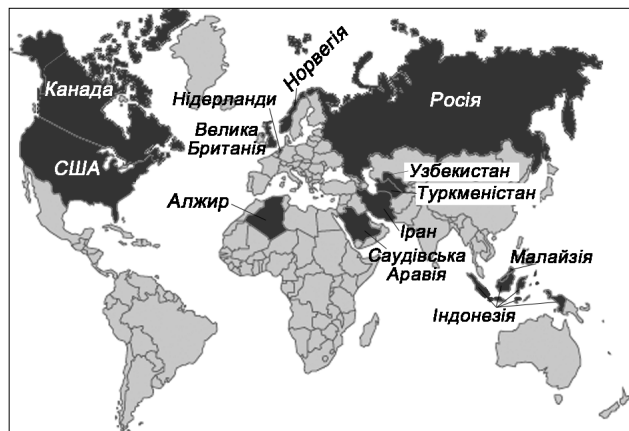 Канада
США
Норвегія
Нідерланди
Велика
Британія
Росія
Узбекистан
Туркменістан
Алжир
Іран
Саудівська
Аравія
Малайзія
Індонезія